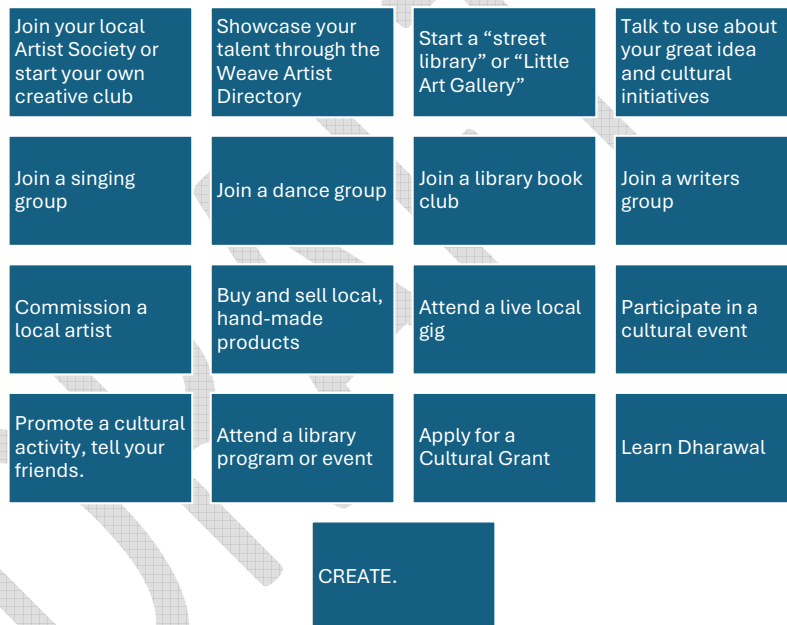 Join your local
Artist Society or
start your own
creative club
Showcase your
talent through the
Weave Artist
Directory
Start a “street
library” or “Little
Art Gallery”
Talk to use about
your great idea
and cultural
initiatives
Join a singing
group
Join a dance group
Join a library book
club
Join a writers
group
Commission a
local artist
Buy and sell local,
hand-made
products
Attend a live local
gig
Participate in a
cultural event
Promote a cultural
activity, tell your
friends.
Attend a library
program or event
Apply for a
Cultural Grant
Learn Dharawal
CREATE.